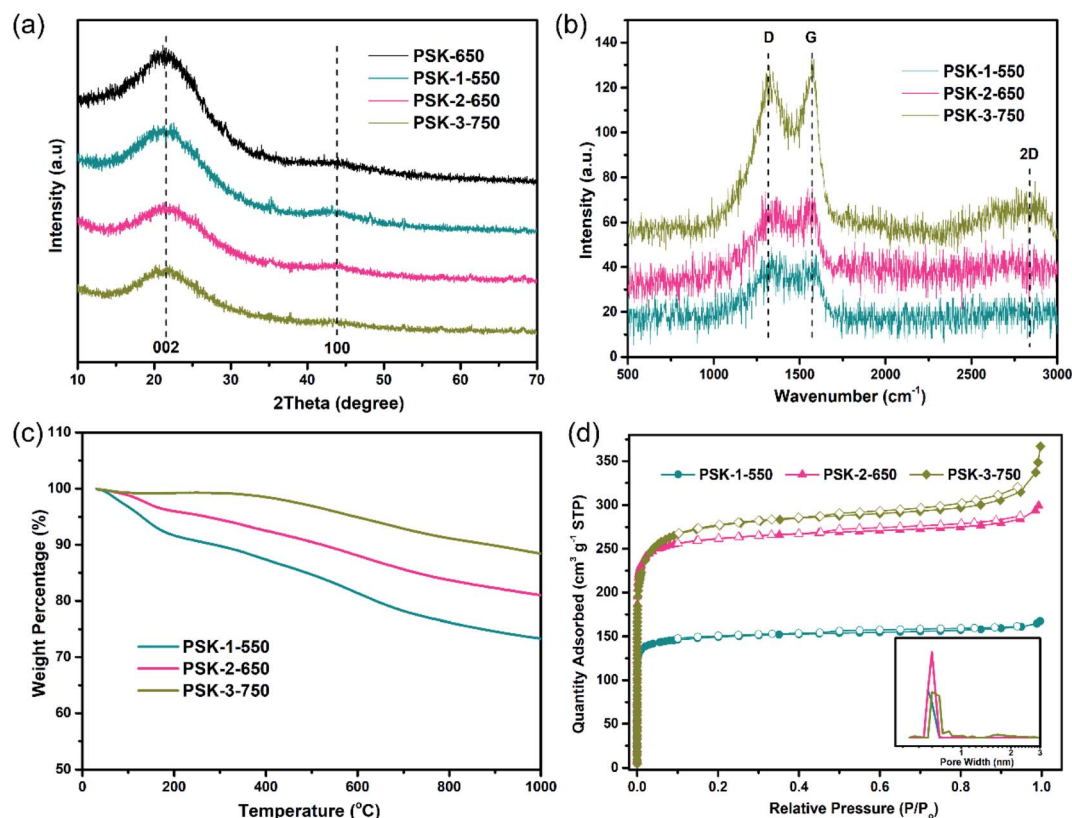 (a)
Intensity (a.u)
PSK-650
PSK-1-550
PSK-2-650
PSK-3-750
002
100
10 20 30 40 50 60 70
2Theta (degree)
(b)
Intensity (a.u.)
140
120
100
80
60
40
20
0
D G
2D
PSK-1-550
PSK-2-650
PSK-3-750
500 1000 1500 2000 2500 3000
Wavenumber (cm⁻¹)
(c)
Weight Percentage (%)
110
100
90
80
70
60
50
PSK-1-550
PSK-2-650
PSK-3-750
0 200 400 600 800 1000
Temperature (°C)
(d)
Quantity Adsorbed (cm³ g⁻¹ STP)
350
300
250
200
150
100
50
0
PSK-1-550 PSK-2-650 PSK-3-750
1 2 3
Pore Width (nm)
0.0 0.2 0.4 0.6 0.8 1.0
Relative Pressure (P/Pₒ)